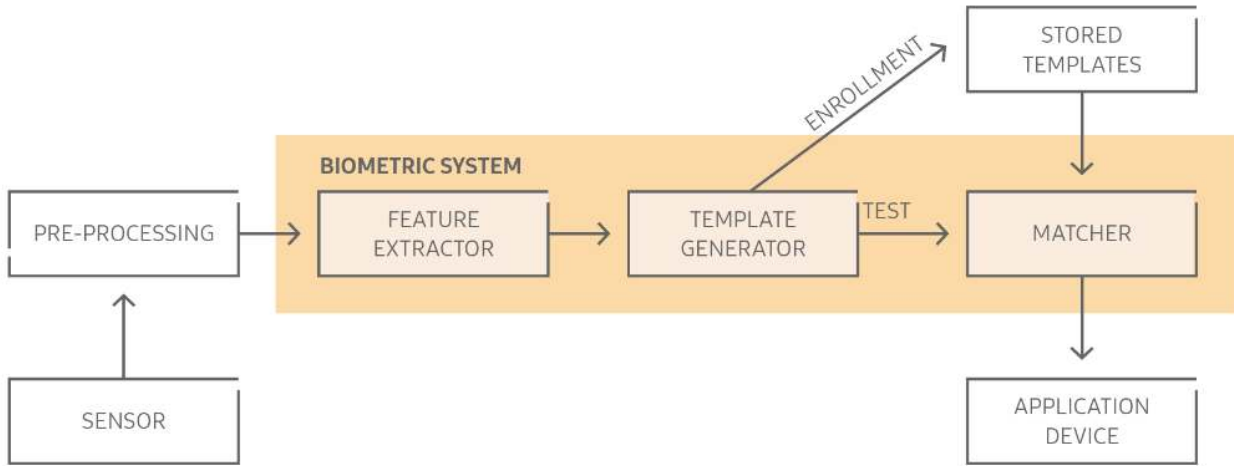 STORED
TEMPLATES
ENROLLMENT
BIOMETRIC SYSTEM
PRE-PROCESSING
FEATURE
EXTRACTOR
TEMPLATE
GENERATOR
TEST
MATCHER
SENSOR
APPLICATION
DEVICE